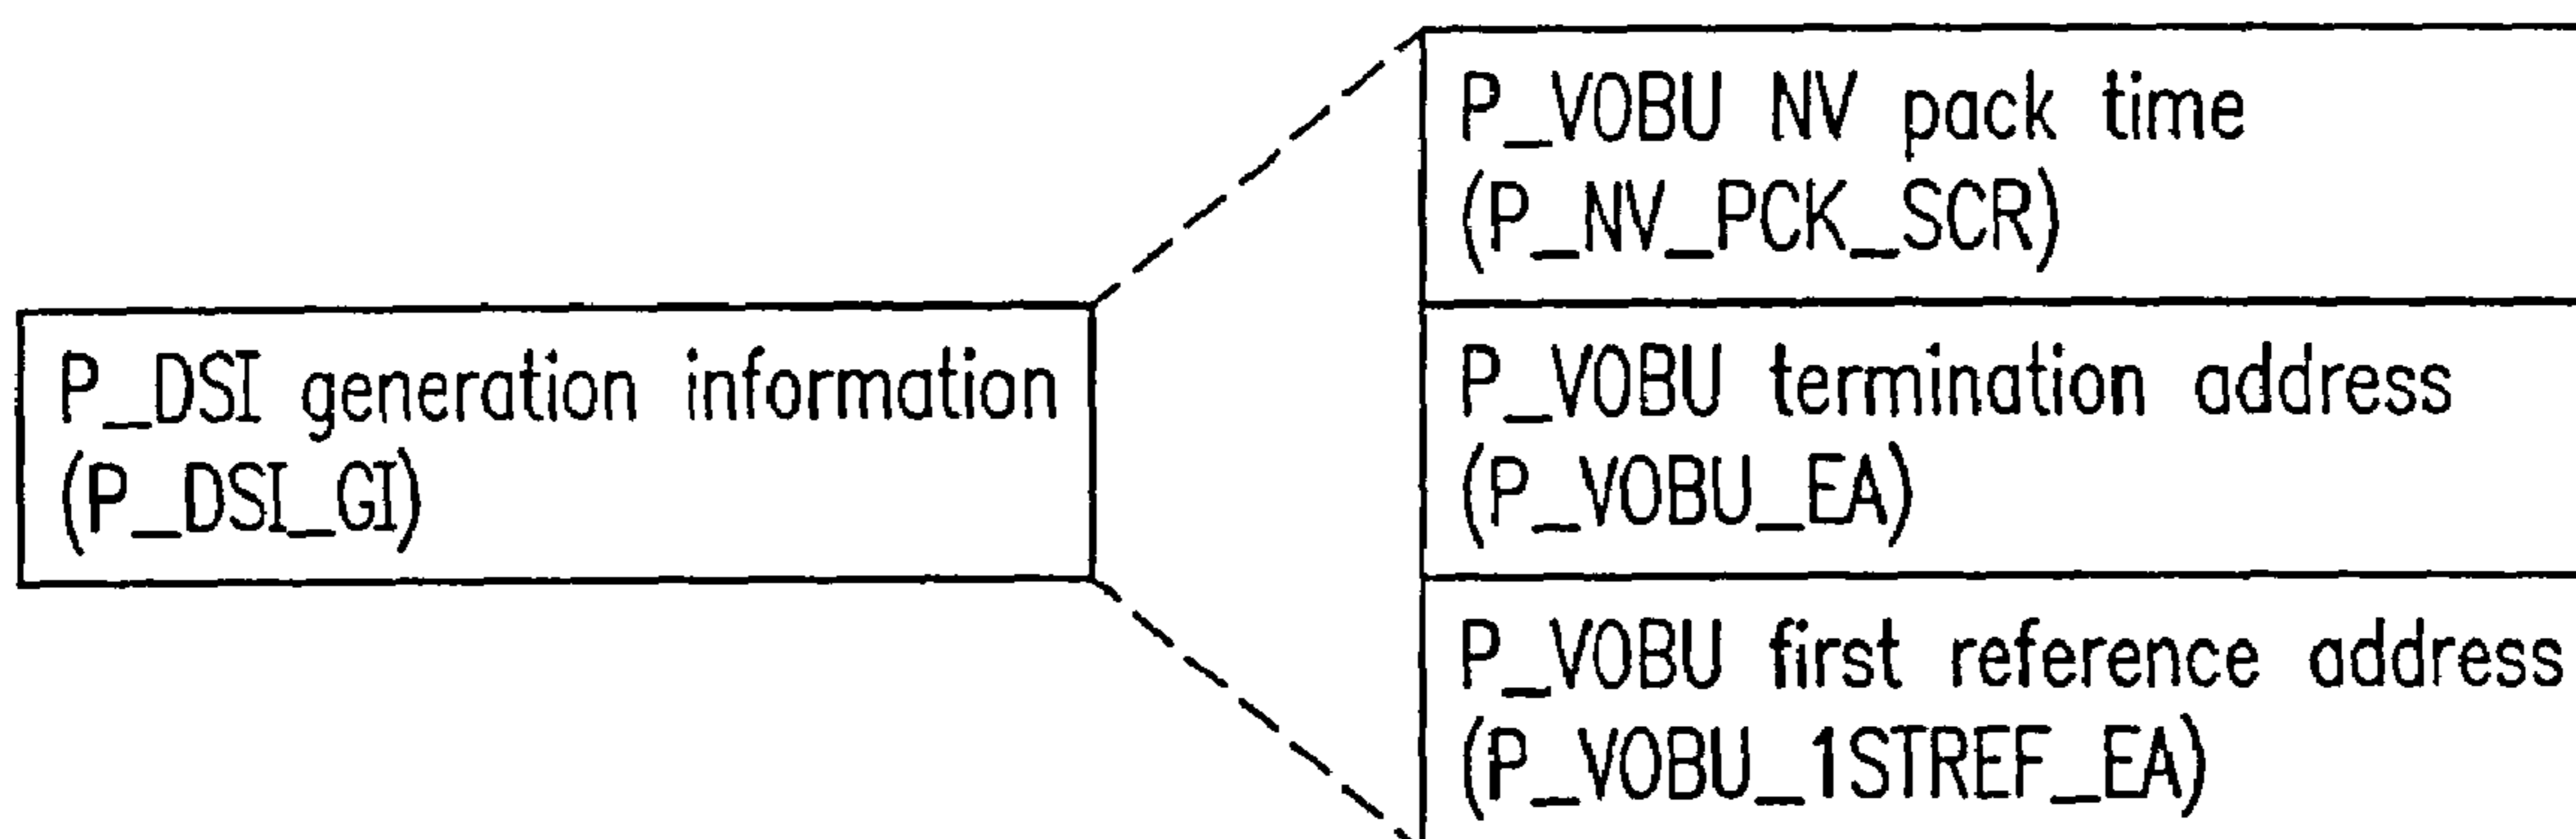 P_DSI generation information
(P_DSI_GI)
P_VOBU NV pack time
(P_NV_PCK_SCR)
P_VOBU termination address
(P_VOBU_EA)
P_VOBU first reference address
(P_VOBU_1STREF_EA)